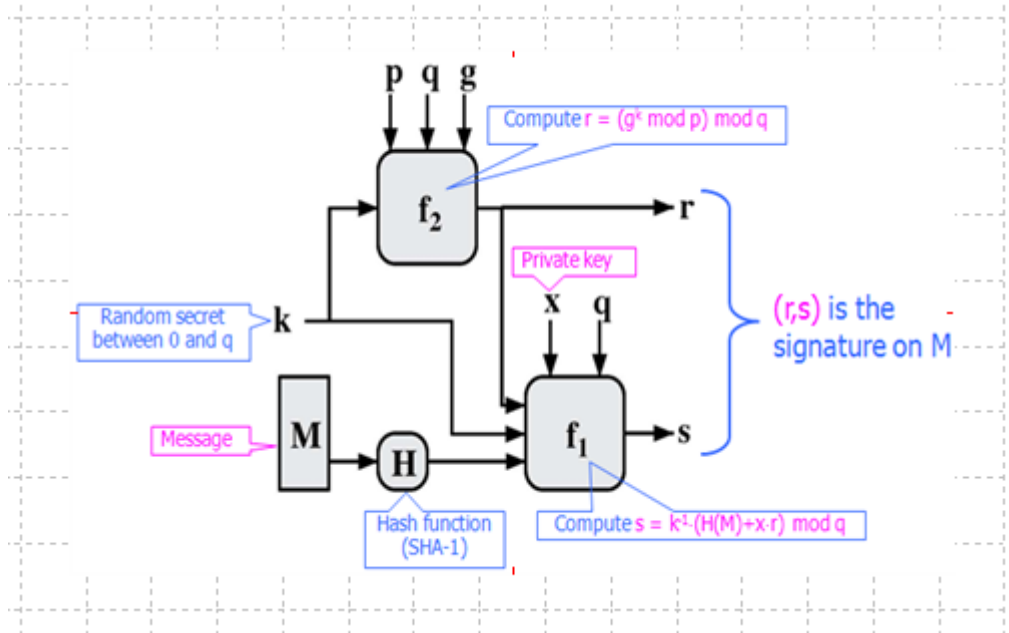 p q g
Compute r = (gᵏ mod p) mod q
f₂
r
Private key
x q
Random secret
between 0 and q
k
(r,s) is the
signature on M
Message
M
H
f₁
s
Hash function
(SHA-1)
Compute s = k⁻¹·(H(M)+x·r) mod q